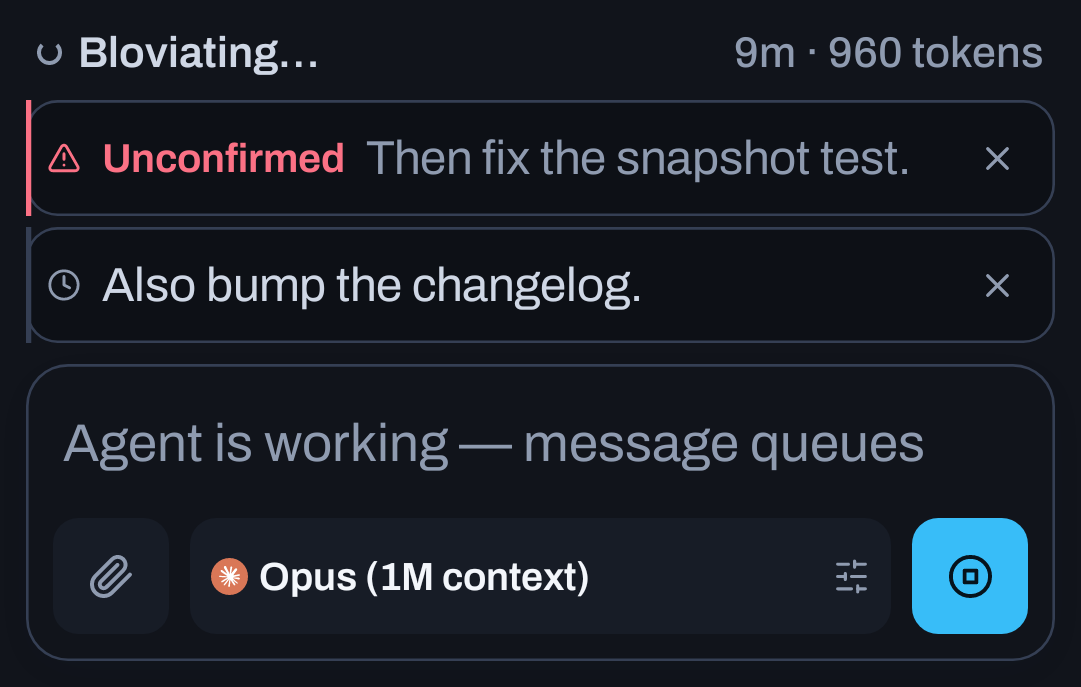 Bloviating...
9m · 960 tokens
Unconfirmed Then fix the snapshot test.
Also bump the changelog.
Agent is working — message queues
Opus (1M context)